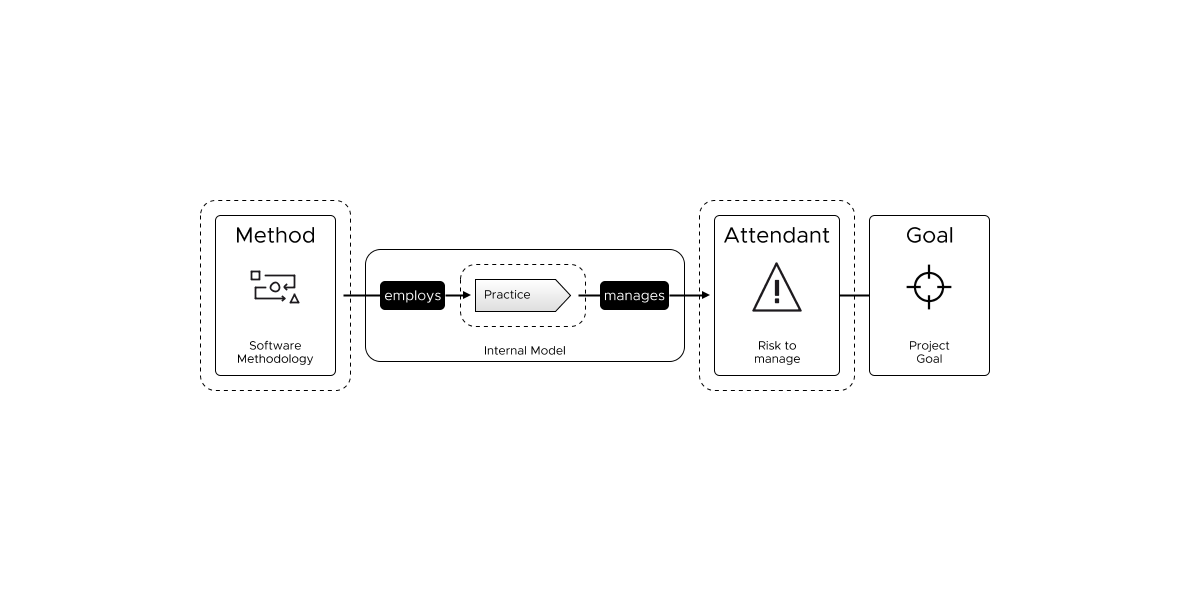 Method
Software
Methodology
employs
Practice
manages
Internal Model
Attendant
Risk to
manage
Goal
Project
Goal